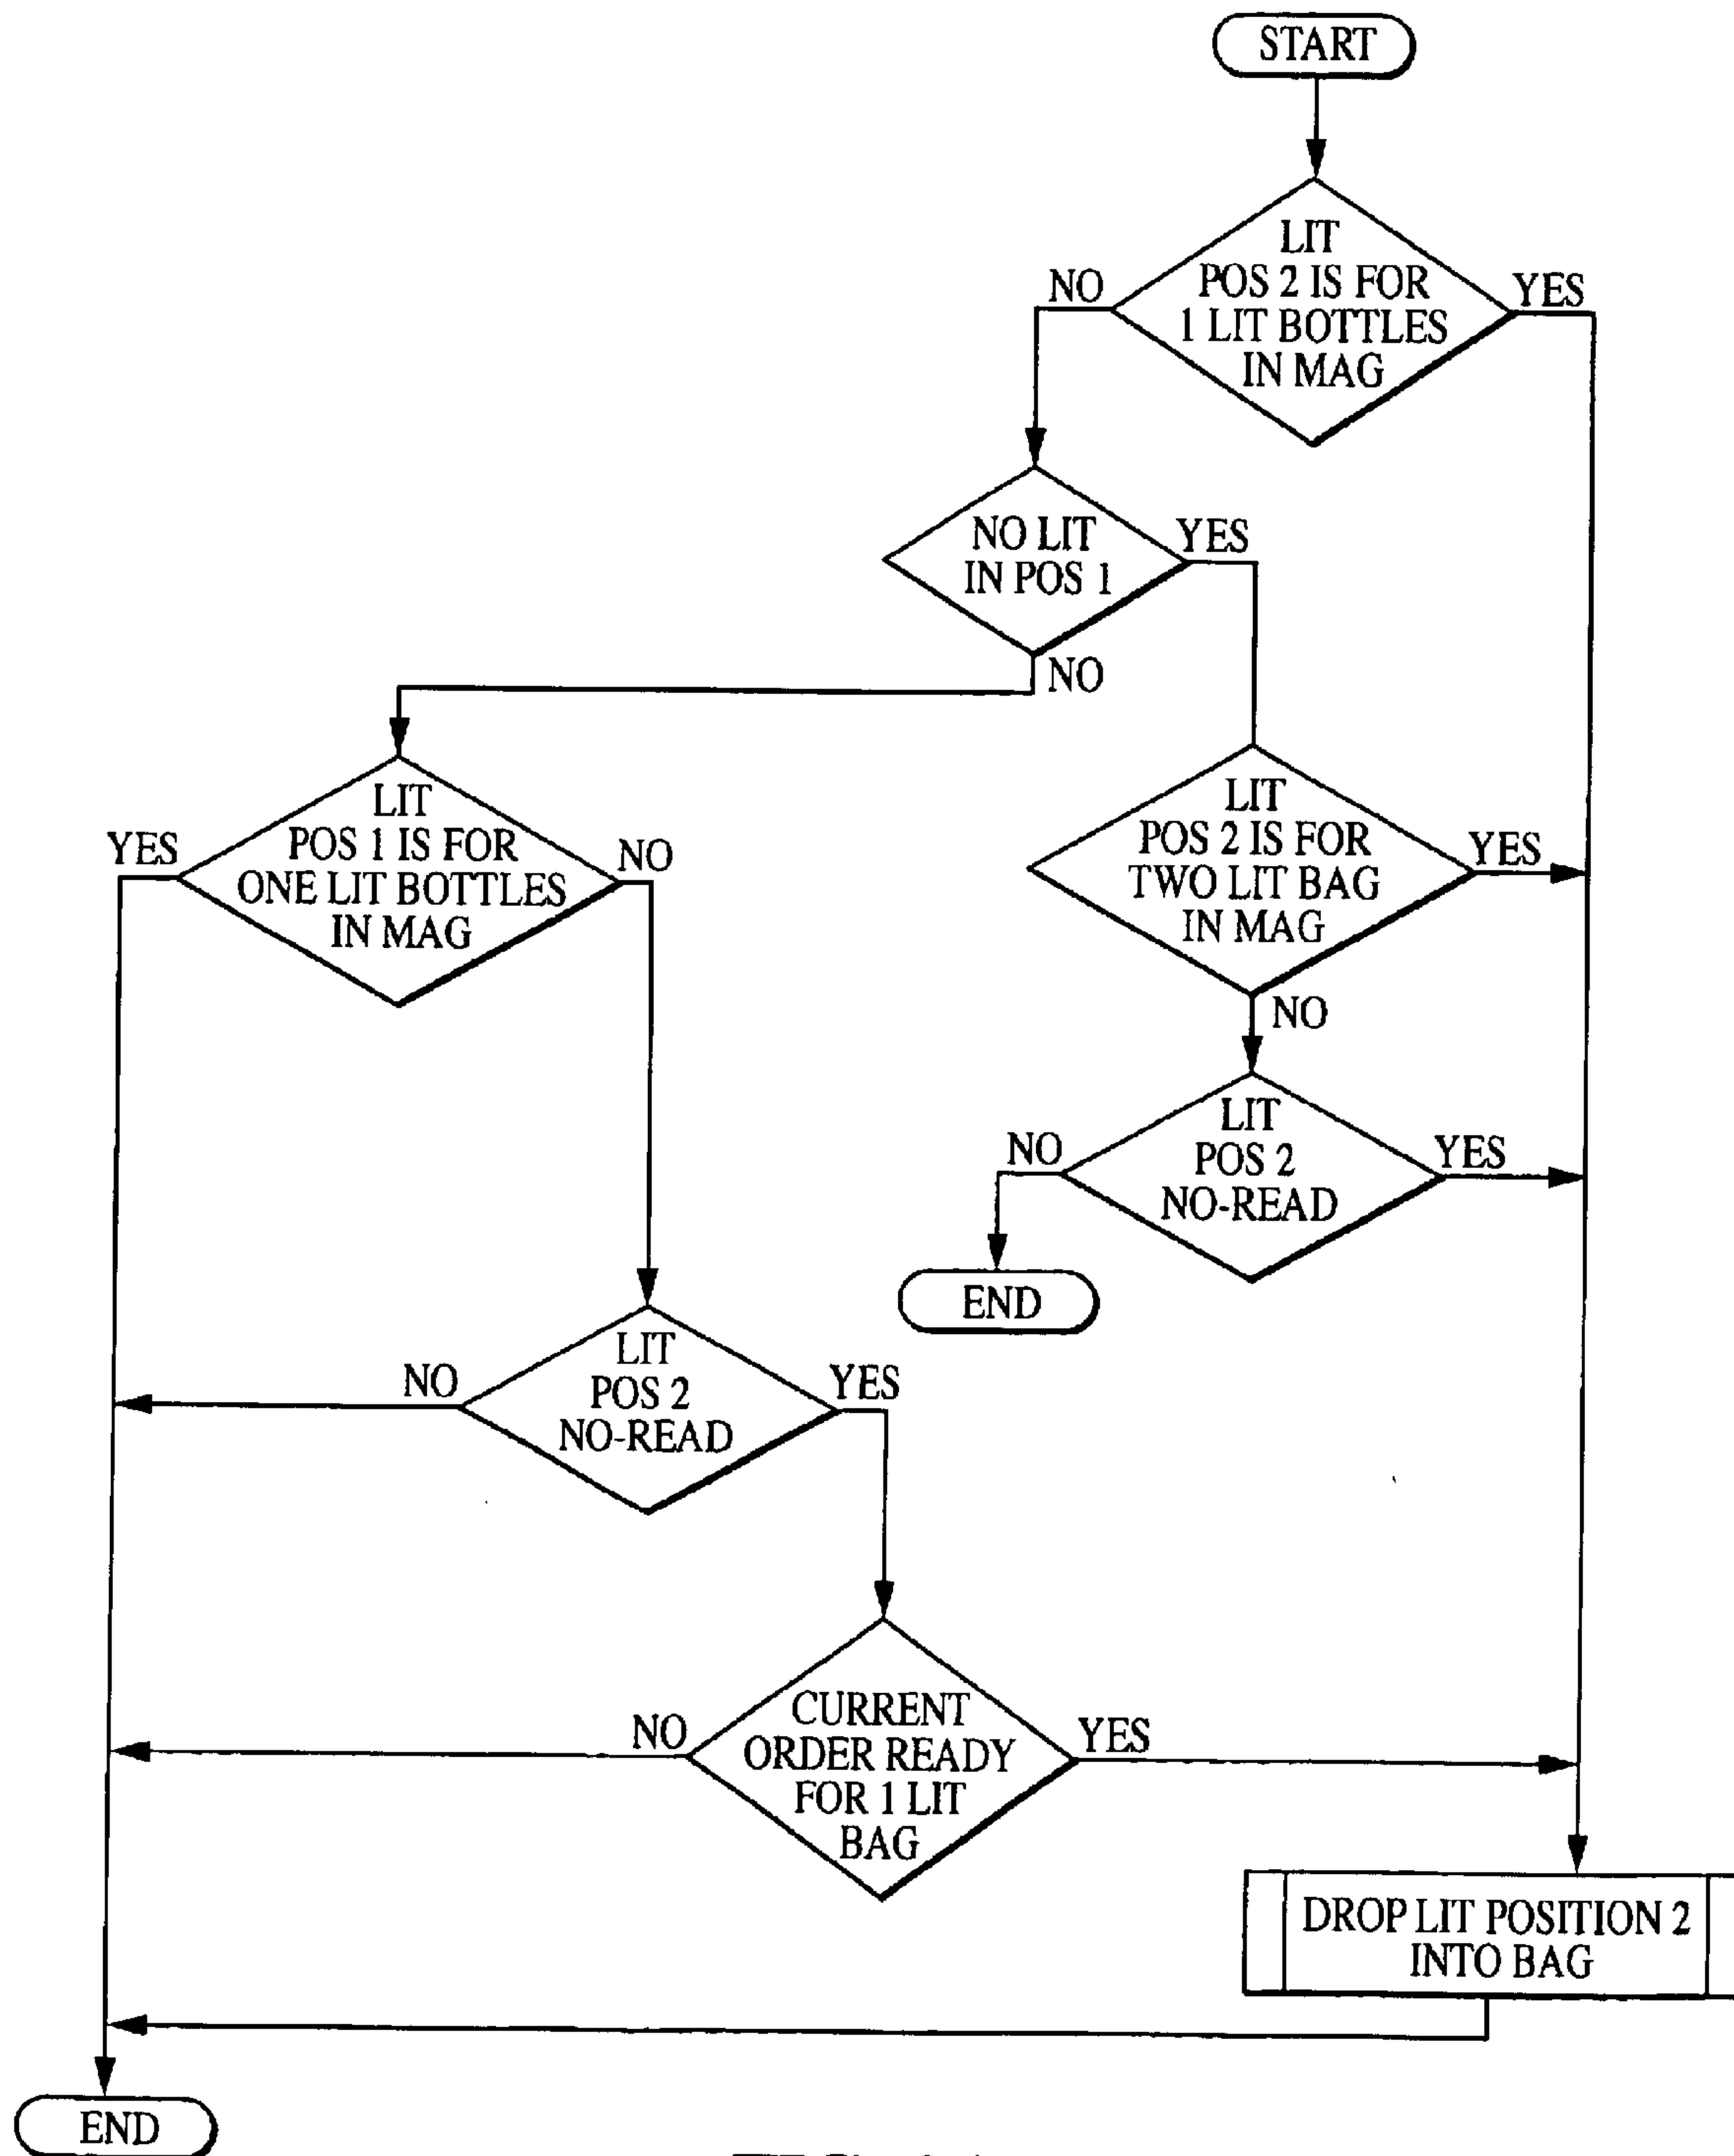 START
LIT
POS 2 IS FOR
1 LIT BOTTLES
IN MAG
NO
YES
NO LIT
IN POS 1
YES
NO
LIT
POS 1 IS FOR
ONE LIT BOTTLES
IN MAG
YES
NO
LIT
POS 2 IS FOR
TWO LIT BAG
IN MAG
YES
NO
LIT
POS 2
NO-READ
NO
YES
END
LIT
POS 2
NO-READ
NO
YES
CURRENT
ORDER READY
FOR 1 LIT
BAG
NO
YES
DROP LIT POSITION 2
INTO BAG
END